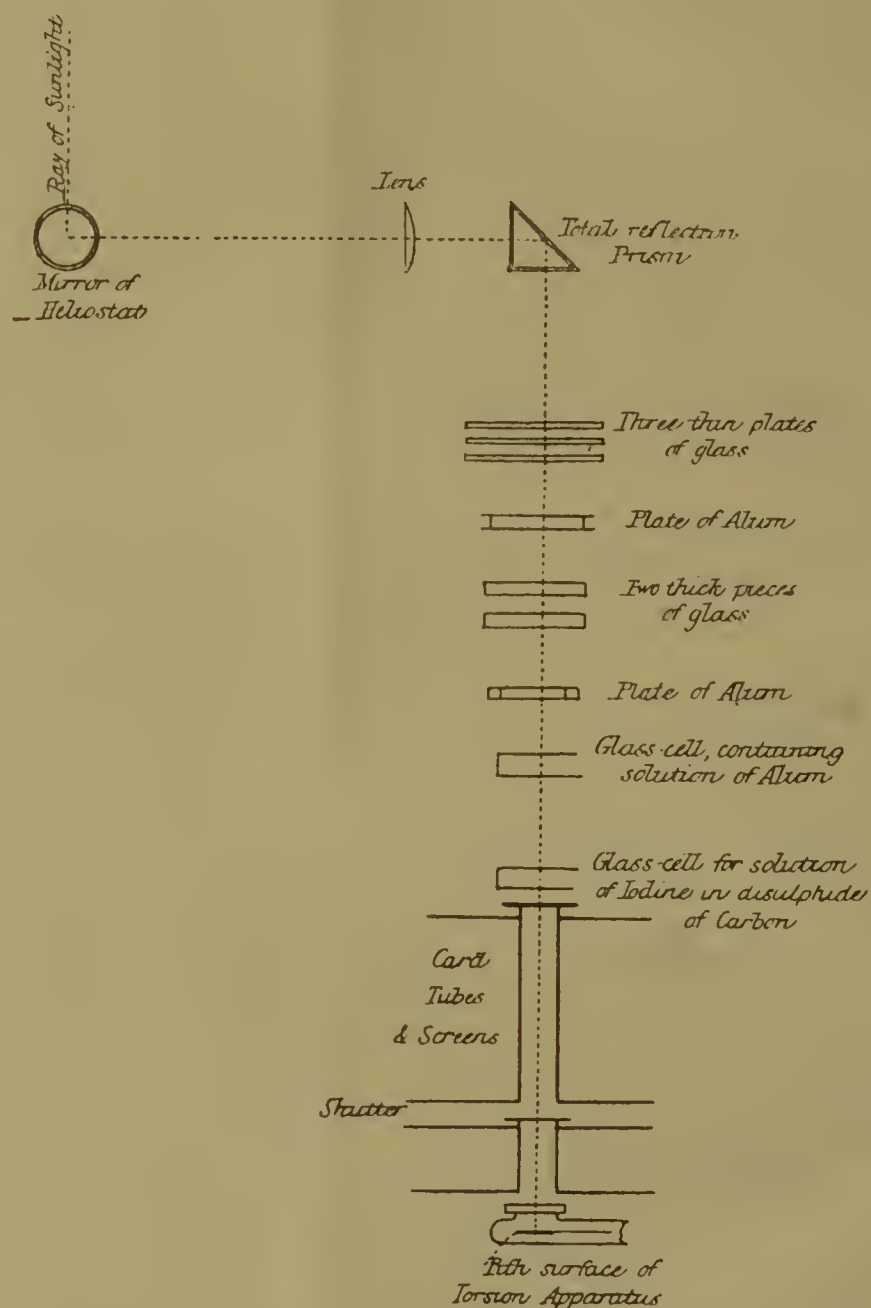 Ray of Sunlight
Lens
Total reflection
Prism
Mirror of
Heliostat
Three thin plates
of glass
Plate of Alum
Two thick pieces
of glass
Plate of Alum
Glass-cell, containing
solution of Alum
Glass-cell for solution
of Iodine in disulphide
of Carbon
Card
Tubes
& Screens
Shutter
Pith surface of
Torsion Apparatus